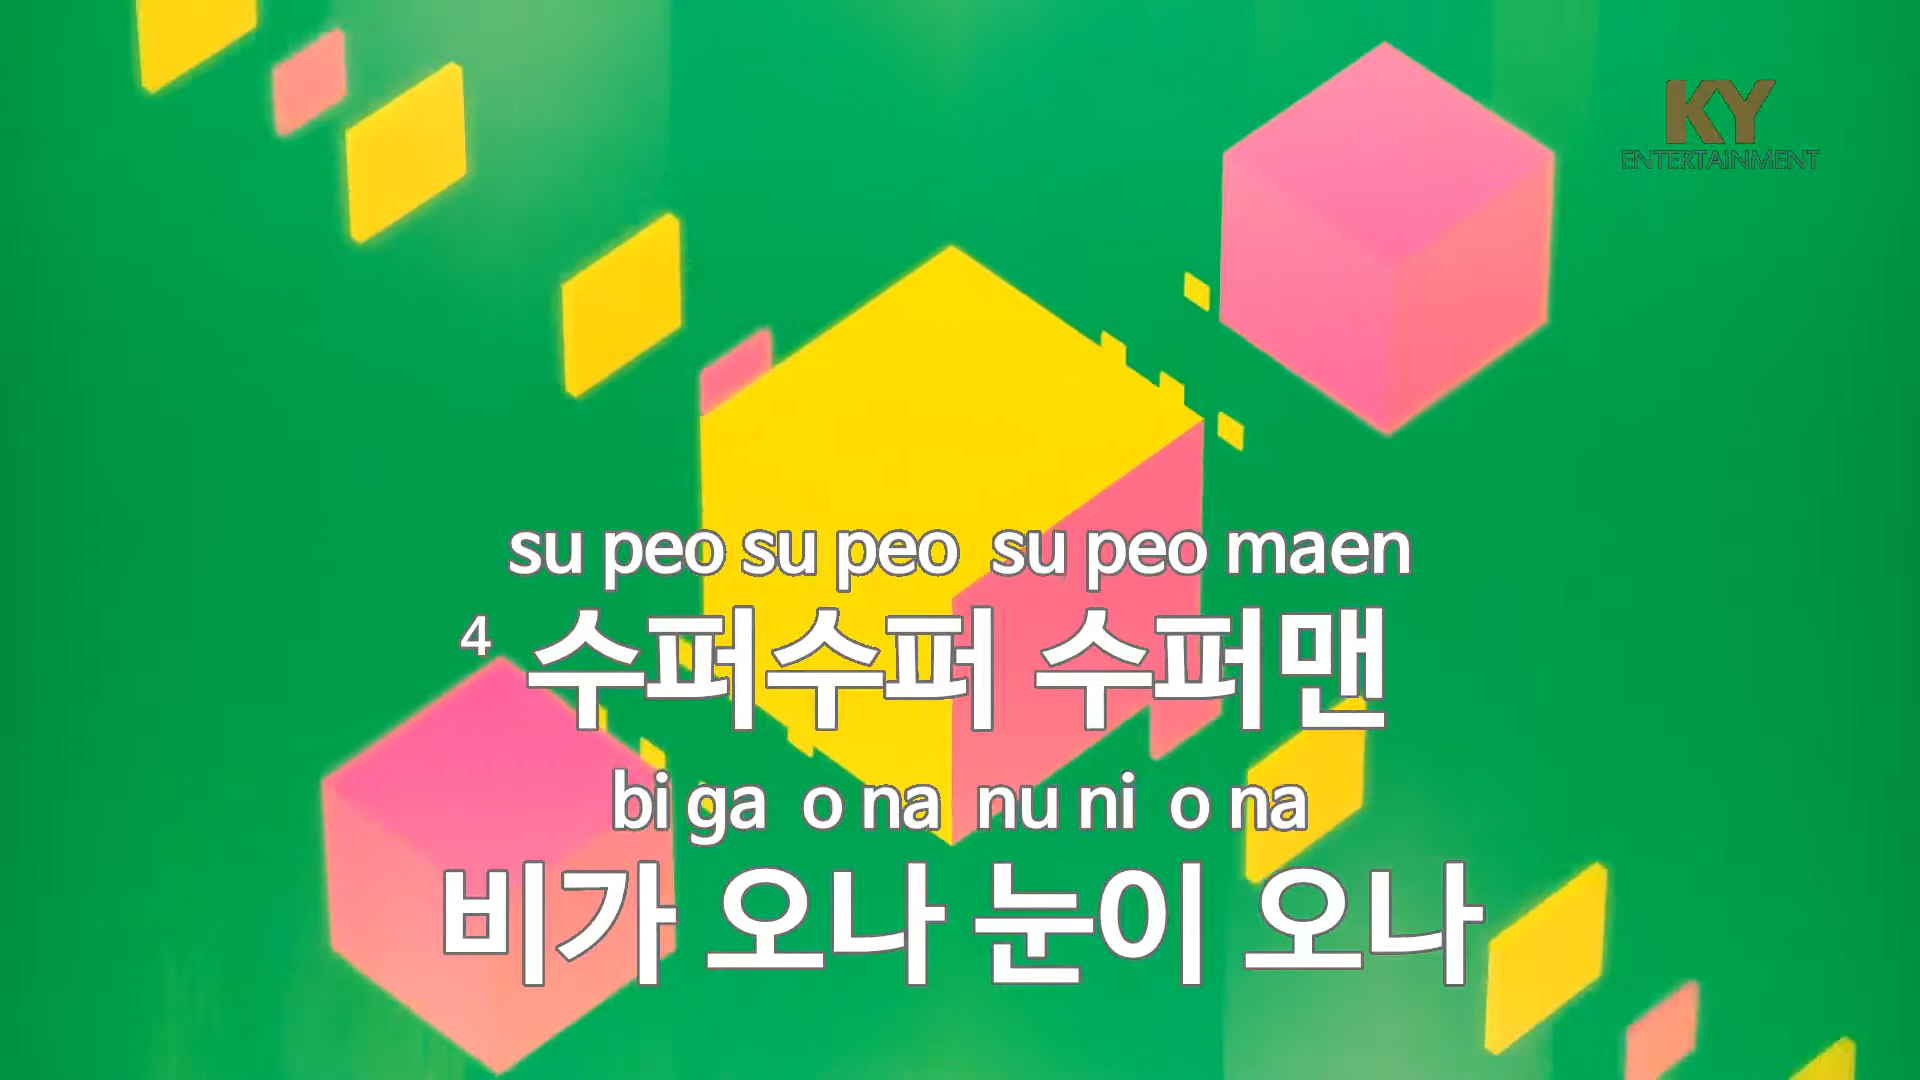 KY
ENTERTAINMENT
su peo su peo su peo maen
4 수퍼수퍼 수퍼맨
bi ga o na nu ni o na
비가 오나 눈이 오나